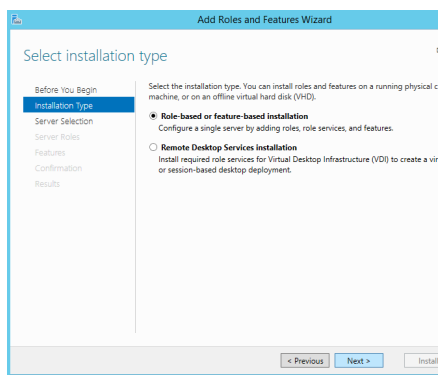 Add Roles and Features Wizard
Select installation type
Before You Begin
Installation Type
Server Selection
Server Roles
Features
Confirmation
Results
Select the installation type. You can install roles and features on a running physical c
machine, or on an offline virtual hard disk (VHD).
Role-based or feature-based installation
Configure a single server by adding roles, role services, and features.
Remote Desktop Services installation
Install required role services for Virtual Desktop Infrastructure (VDI) to create a vir
or session-based desktop deployment.
< Previous
Next >
Install